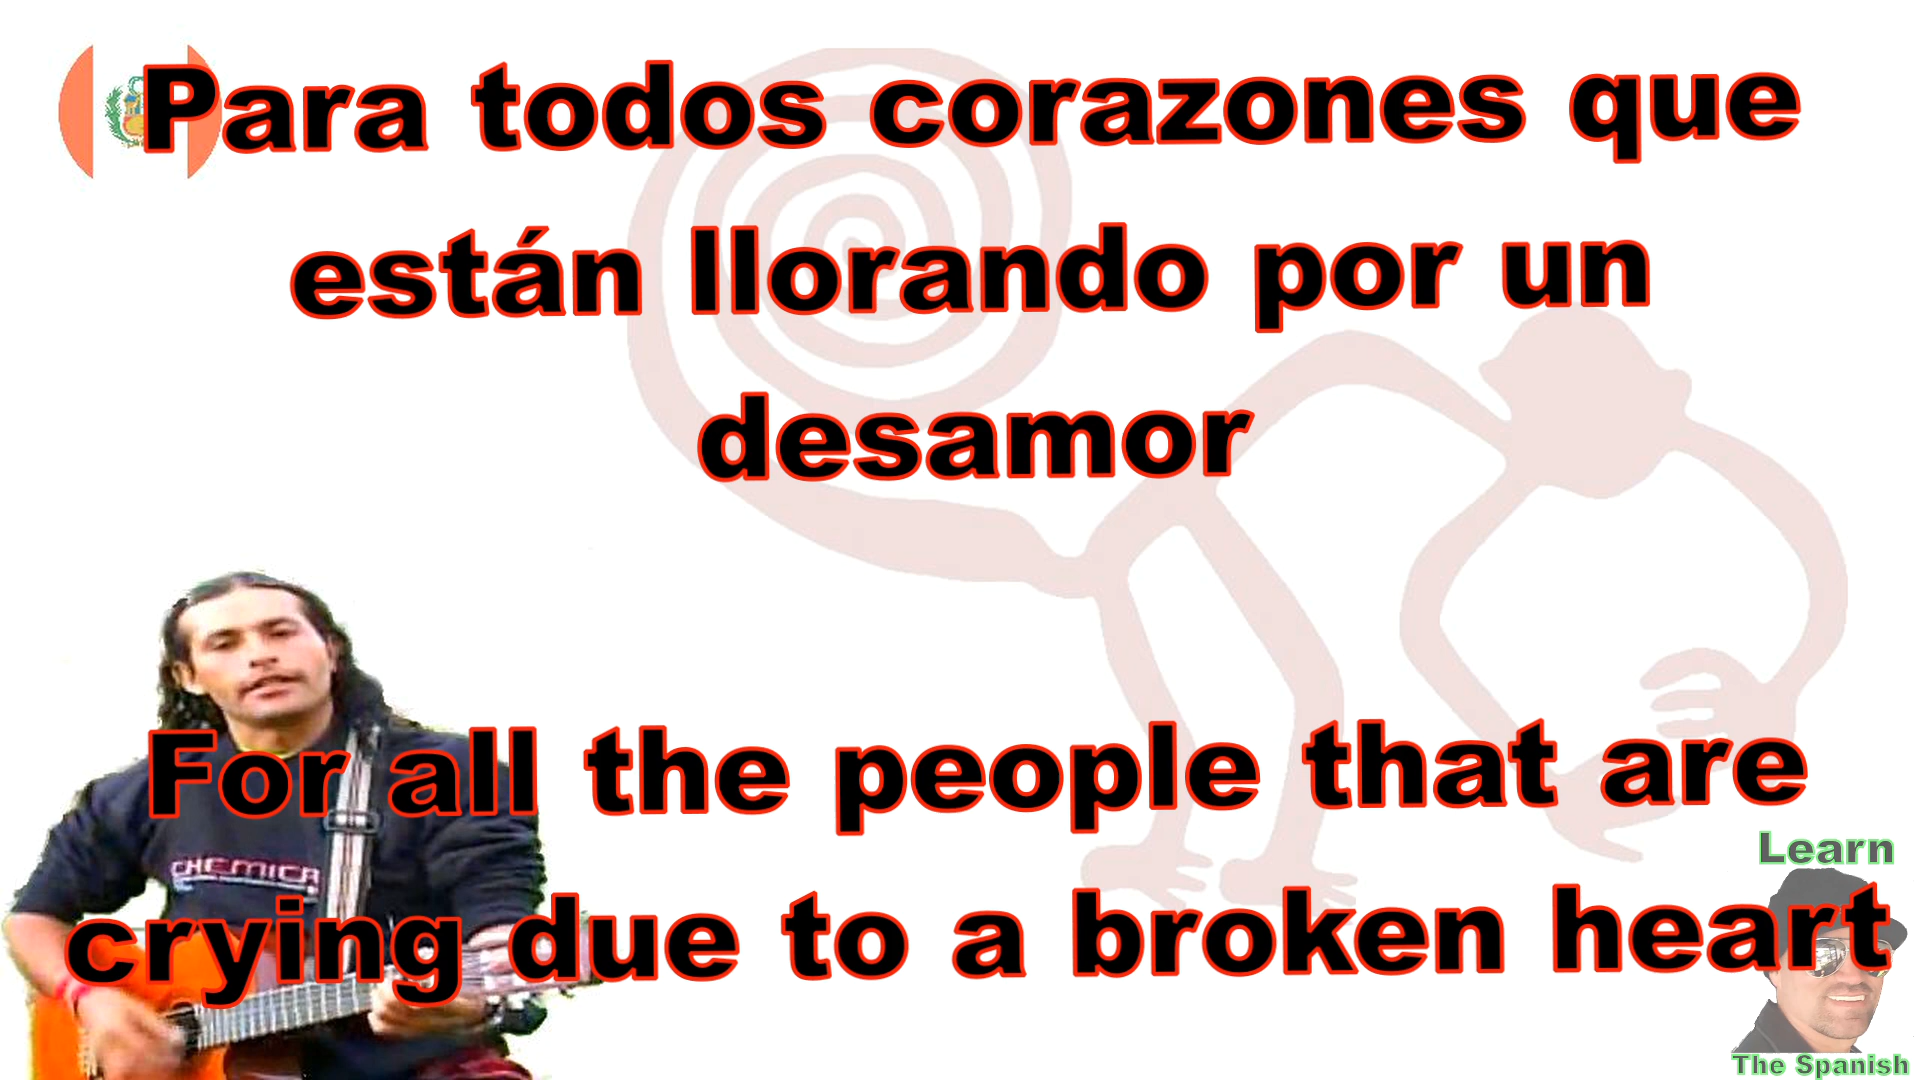 Para todos corazones que
están llorando por un
desamor
For all the people that are
crying due to a broken heart
CHEMICA
Learn
The Spanish